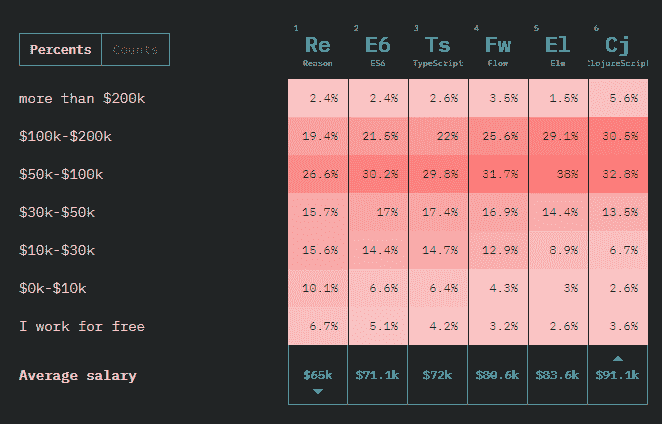 1 2 3 4 5 6
Percents Counts Re E6 Ts Fw El Cj
Reason ES6 TypeScript Flow Elm ClojureScript
more than $200k 2.4% 2.4% 2.6% 3.5% 1.5% 5.6%
$100k-$200k 19.4% 21.5% 22% 25.6% 29.1% 30.5%
$50k-$100k 26.6% 30.2% 29.8% 31.7% 38% 32.8%
$30k-$50k 15.7% 17% 17.4% 16.9% 14.4% 13.5%
$10k-$30k 15.6% 14.4% 14.7% 12.9% 8.9% 6.7%
$0k-$10k 10.1% 6.6% 6.4% 4.3% 3% 2.6%
I work for free 6.7% 5.1% 4.2% 3.2% 2.6% 3.6%
Average salary $65k $71.1k $72k $80.6k $83.6k $91.1k